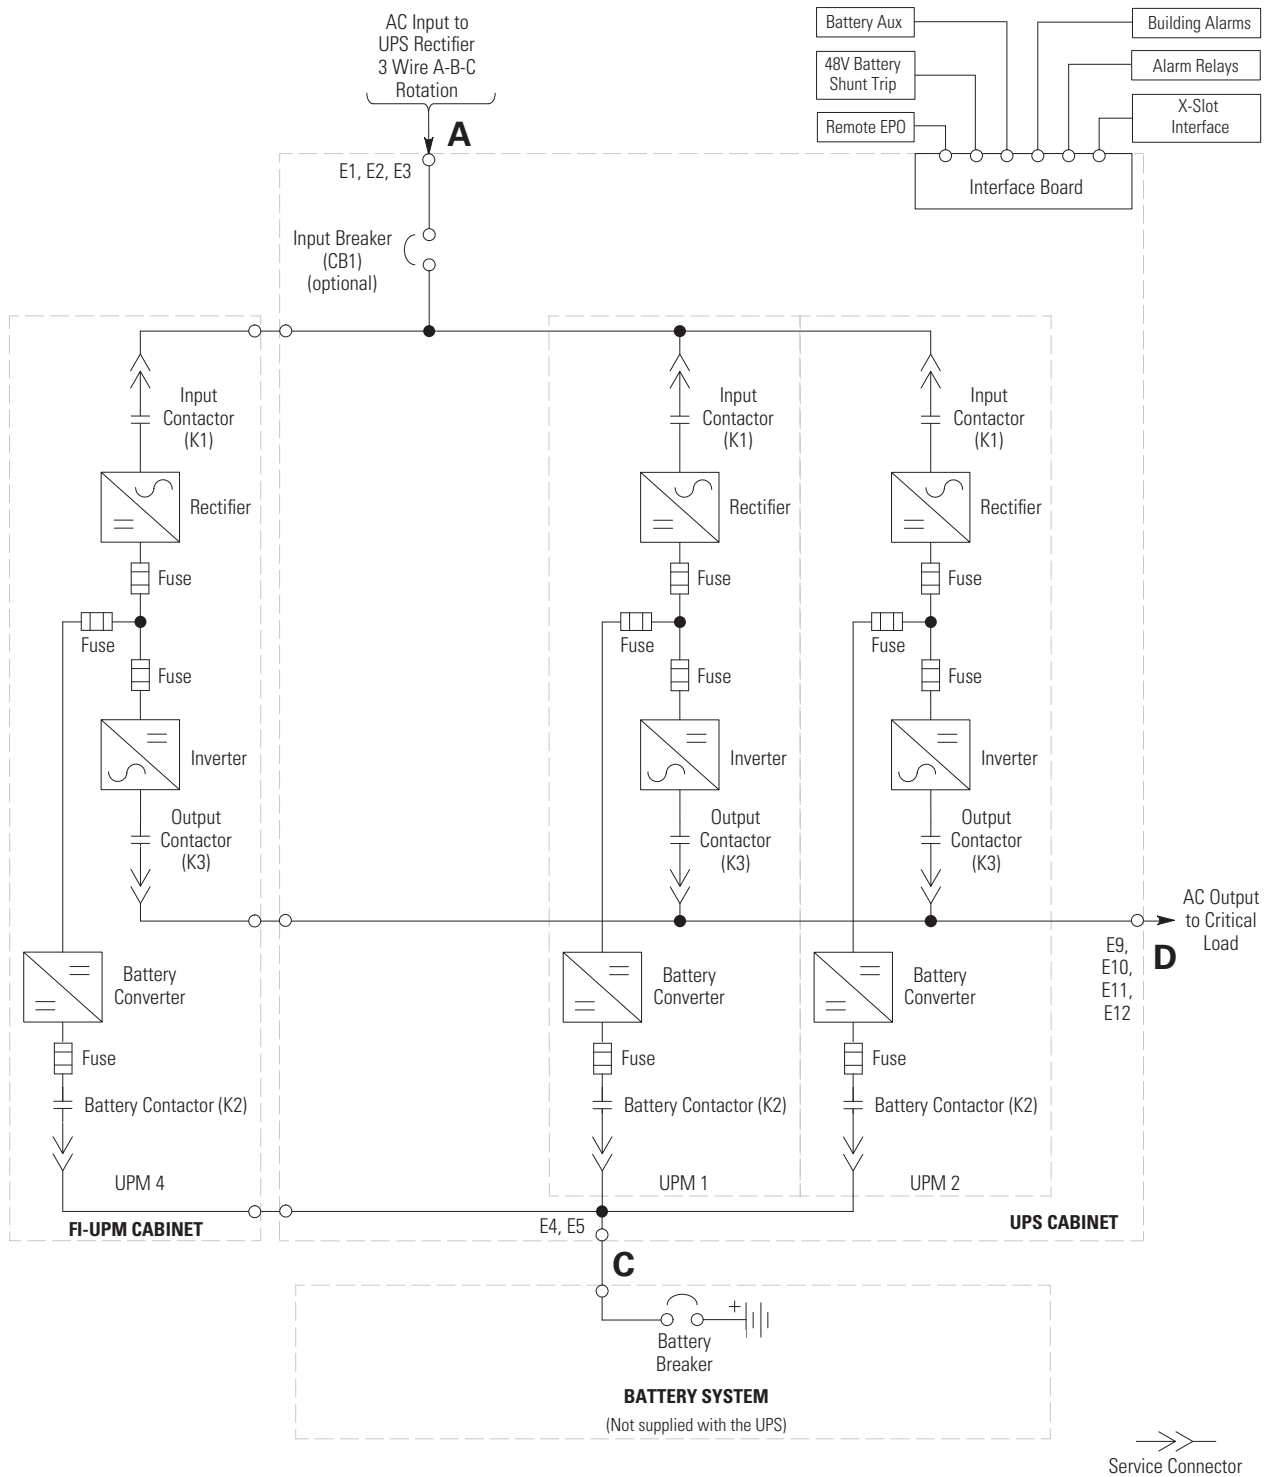 AC Input to
UPS Rectifier
3 Wire A-B-C
Rotation
A
E1, E2, E3
Input Breaker
(CB1)
(optional)
Battery Aux
48V Battery
Shunt Trip
Remote EPO
Building Alarms
Alarm Relays
X-Slot
Interface
Interface Board
Input
Contactor
(K1)
Rectifier
Fuse
Fuse
Fuse
Inverter
Output
Contactor
(K3)
Battery
Converter
Fuse
Battery Contactor (K2)
UPM 4
FI-UPM CABINET
Input
Contactor
(K1)
Rectifier
Fuse
Fuse
Fuse
Inverter
Output
Contactor
(K3)
Battery
Converter
Fuse
Battery Contactor (K2)
UPM 1
Input
Contactor
(K1)
Rectifier
Fuse
Fuse
Fuse
Inverter
Output
Contactor
(K3)
Battery
Converter
Fuse
Battery Contactor (K2)
UPM 2
UPS CABINET
AC Output
to Critical
Load
D
E9,
E10,
E11,
E12
E4, E5
C
+
Battery
Breaker
BATTERY SYSTEM
(Not supplied with the UPS)
Service Connector